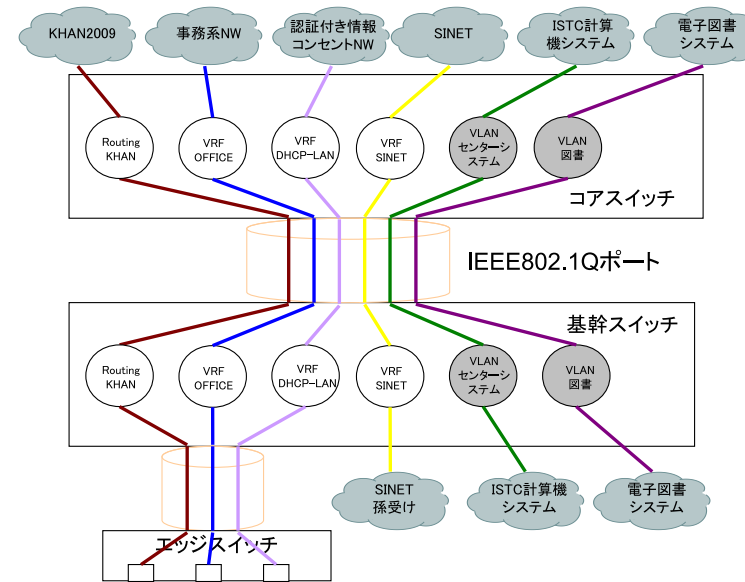 KHAN2009
事務系NW
認証付き情報
コンセントNW
SINET
ISTC計算
機システム
電子図書
システム
Routing
KHAN
VRF
OFFICE
VRF
DHCP-LAN
VRF
SINET
VLAN
センターシ
ステム
VLAN
図書
コアスイッチ
IEEE802.1Qポート
基幹スイッチ
Routing
KHAN
VRF
OFFICE
VRF
DHCP-LAN
VRF
SINET
VLAN
センターシ
ステム
VLAN
図書
SINET
孫受け
ISTC計算機
システム
電子図書
システム
エッジスイッチ